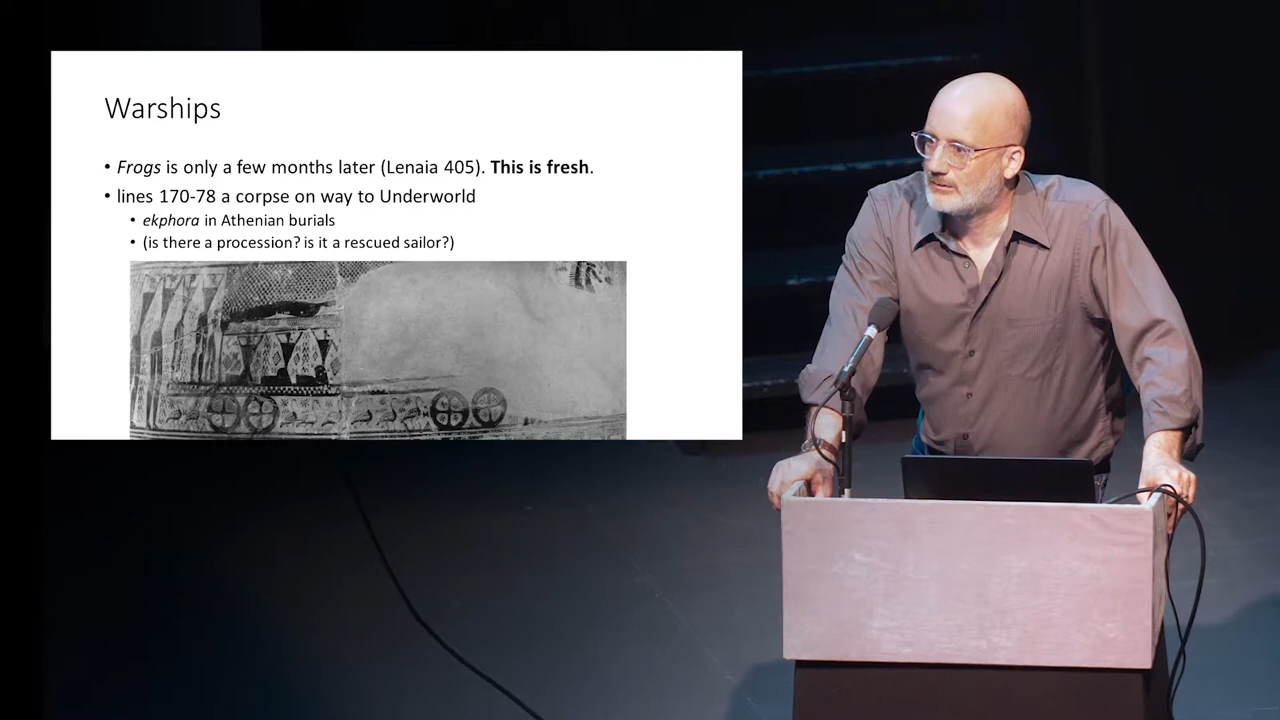 Warships
• Frogs is only a few months later (Lenaia 405). This is fresh.
• lines 170-78 a corpse on way to Underworld
• ekphora in Athenian burials
• (is there a procession? is it a rescued sailor?)